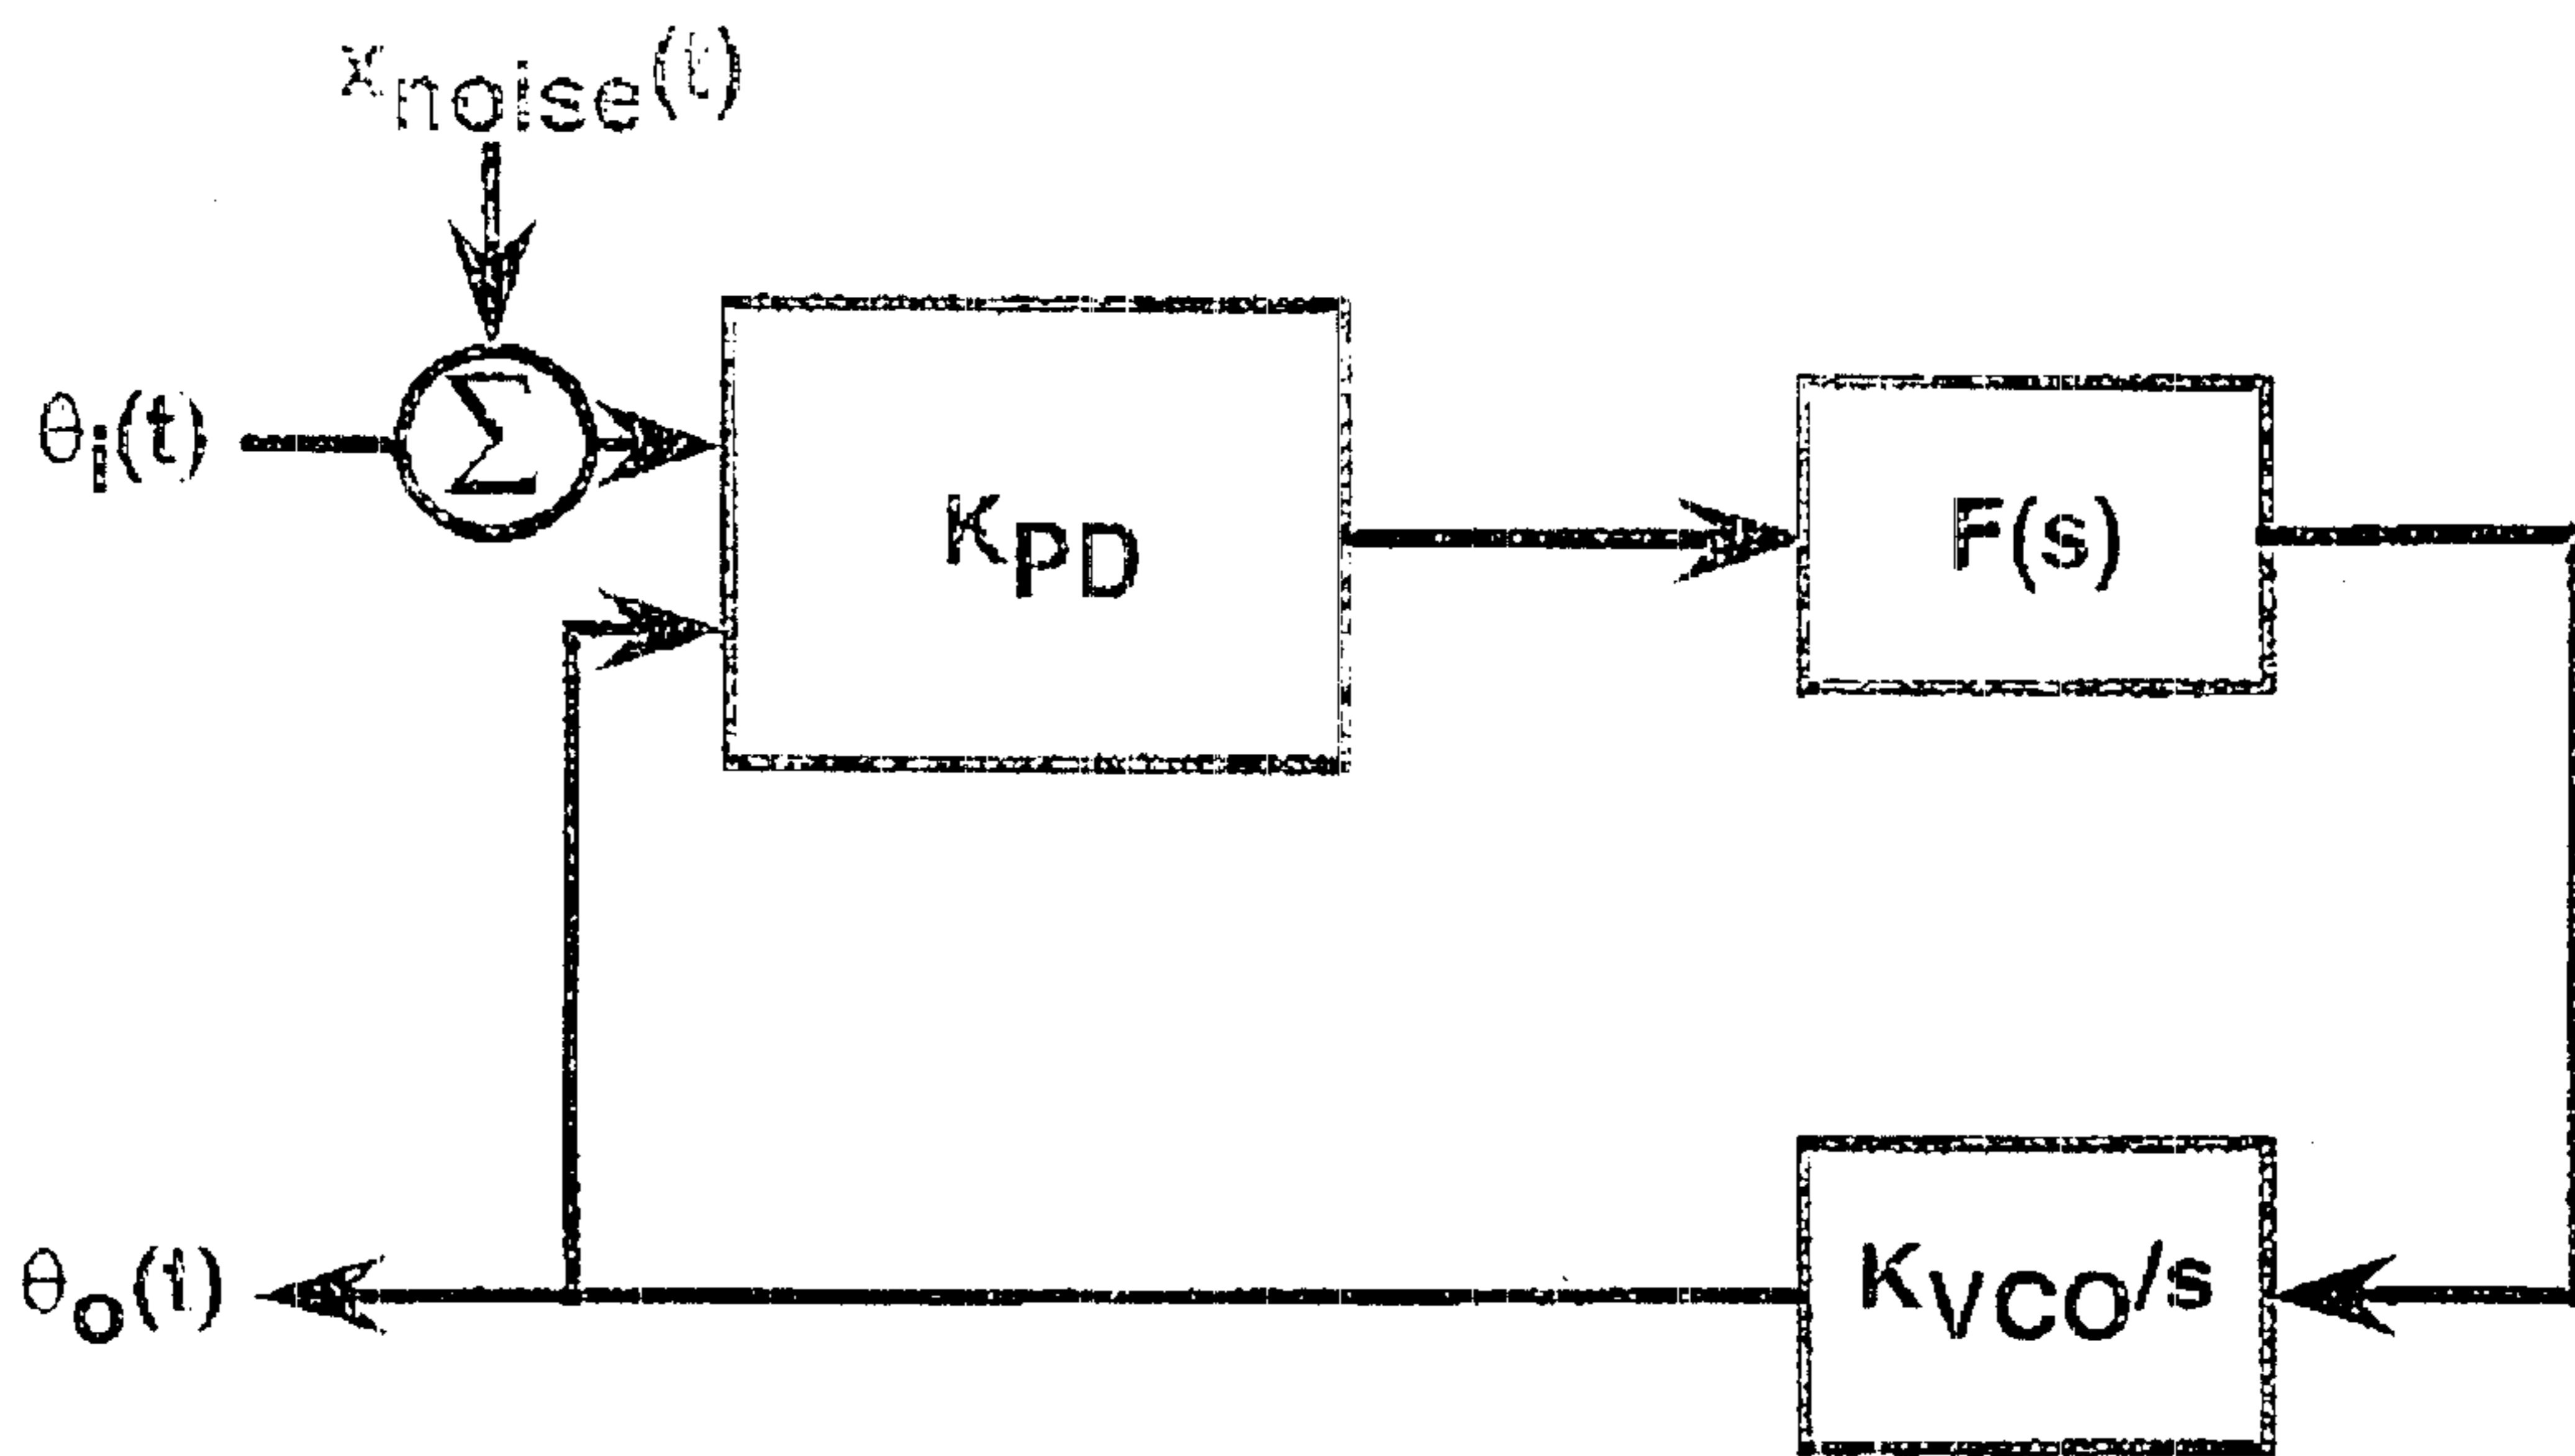 x_noise(t)
θ_i(t)
Σ
K_PD
F(s)
θ_o(t)
K_VCO/s